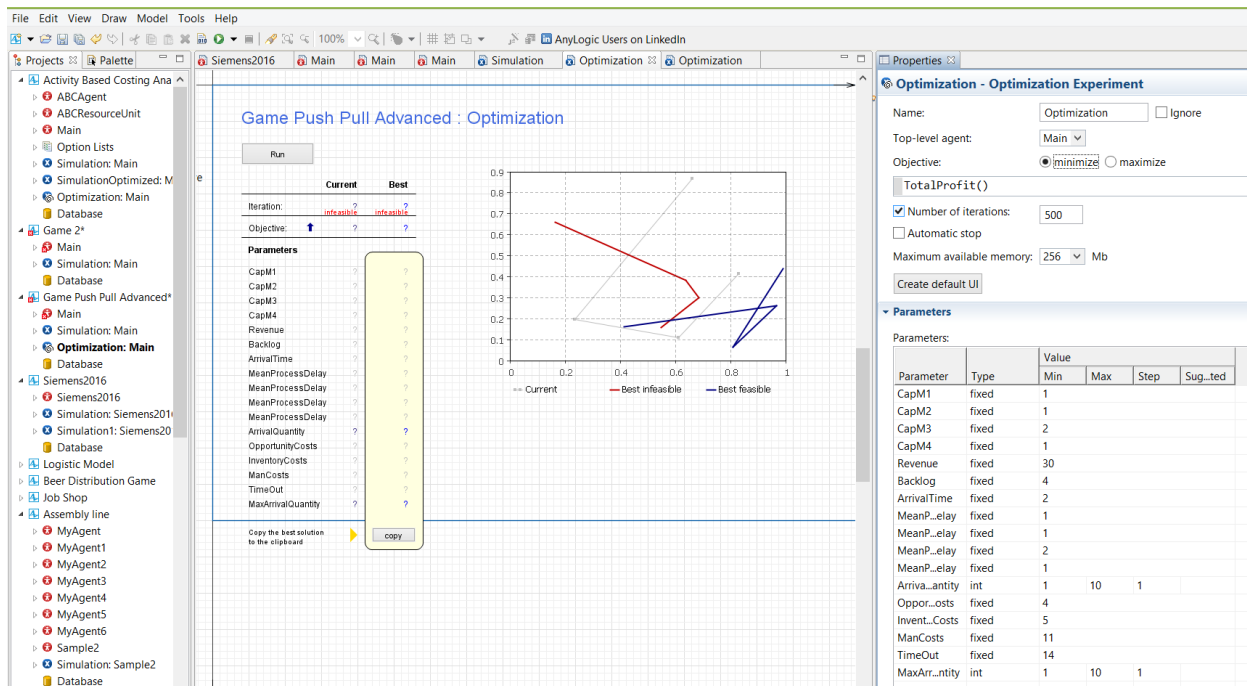 File Edit View Draw Model Tools Help
100% AnyLogic Users on LinkedIn
Projects Palette
Activity Based Costing Ana
ABCAgent
ABCResourceUnit
Main
Option Lists
Simulation: Main
SimulationOptimized: M
Optimization: Main
Database
Game 2*
Main
Simulation: Main
Database
Game Push Pull Advanced*
Main
Simulation: Main
Optimization: Main
Database
Siemens2016
Siemens2016
Simulation: Siemens201
Simulation1: Siemens20
Database
Logistic Model
Beer Distribution Game
Job Shop
Assembly line
MyAgent
MyAgent1
MyAgent2
MyAgent3
MyAgent4
MyAgent5
MyAgent6
Sample2
Simulation: Sample2
Database
Siemens2016 Main Main Main Simulation Optimization Optimization
e
Game Push Pull Advanced : Optimization
Run
Current Best
Iteration: ? ?
infeasible infeasible
Objective: ? ?
Parameters
CapM1 ? ?
CapM2 ? ?
CapM3 ? ?
CapM4 ? ?
Revenue ? ?
Backlog ? ?
ArrivalTime ? ?
MeanProcessDelay ? ?
MeanProcessDelay ? ?
MeanProcessDelay ? ?
MeanProcessDelay ? ?
ArrivalQuantity ? ?
OpportunityCosts ? ?
InventoryCosts ? ?
ManCosts ? ?
TimeOut ? ?
MaxArrivalQuantity ? ?
Copy the best solution
to the clipboard
copy
0.9
0.8
0.7
0.6
0.5
0.4
0.3
0.2
0.1
0
0 0.2 0.4 0.6 0.8 1
Current Best infeasible Best feasible
Properties
Optimization - Optimization Experiment
Name: Optimization Ignore
Top-level agent: Main
Objective: minimize maximize
TotalProfit()
Number of iterations: 500
Automatic stop
Maximum available memory: 256 Mb
Create default UI
Parameters
Parameters:
Value
Parameter Type Min Max Step Sug...ted
CapM1 fixed 1
CapM2 fixed 1
CapM3 fixed 2
CapM4 fixed 1
Revenue fixed 30
Backlog fixed 4
ArrivalTime fixed 2
MeanP...elay fixed 1
MeanP...elay fixed 1
MeanP...elay fixed 2
MeanP...elay fixed 1
Arriva...antity int 1 10 1
Oppor...osts fixed 4
Invent...Costs fixed 5
ManCosts fixed 11
TimeOut fixed 14
MaxArr...ntity int 1 10 1